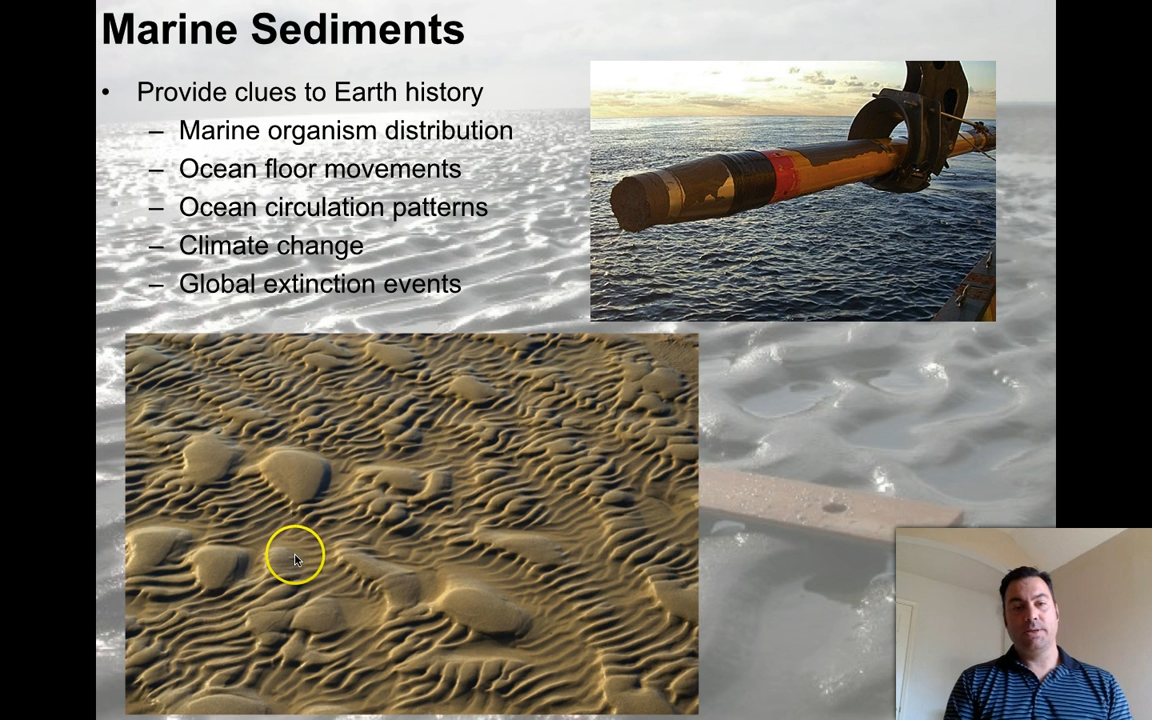 Marine Sediments
• Provide clues to Earth history
– Marine organism distribution
– Ocean floor movements
– Ocean circulation patterns
– Climate change
– Global extinction events